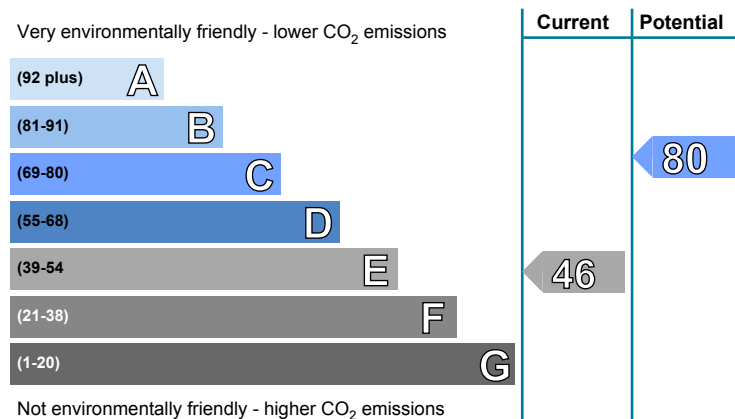 Very environmentally friendly - lower CO₂ emissions
Current
Potential
(92 plus) A
(81-91) B
(69-80) C
80
(55-68) D
(39-54 E
46
(21-38) F
(1-20) G
Not environmentally friendly - higher CO₂ emissions